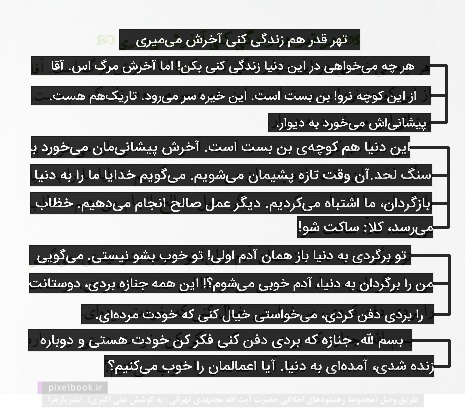 تهر قدر هم زندگی کنی آخرش می‌میری
هر چه می‌خواهی در این دنیا زندگی کنی بکن! اما آخرش مرگ اس. آقا
از این کوچه نرو! بن بست است. این خیره سر می‌رود. تاریک‌هم هست.
پیشانی‌اش می‌خورد به دیوار.
این دنیا هم کوچه‌ی بن بست است. آخرش پیشانی‌مان می‌خورد ب
سنگ لحد.آن وقت تازه پشیمان می‌شویم. می‌گویم خدایا ما را به دنیا
بازگردان، ما اشتباه می‌کردیم. دیگر عمل صالح انجام می‌دهیم. خظاب
می‌رسد، کلا: ساکت شو!
تو برگردی به دنیا باز همان آدم اولی! تو خوب بشو نیستی. می‌گویی
من را برگردان به دنیا، آدم خوبی می‌شوم؟! این همه جنازه بردی، دوستانت
را بردی دفن کردی، می‌خواستی خیال کنی که خودت مرده‌ای.
بسم الله. جنازه که بردی دفن کنی فکر کن خودت هستی و دوباره
زنده شدی، آمده‌ای به دنیا. آیا اعمالمان را خوب می‌کنیم؟
pixelbook.ir